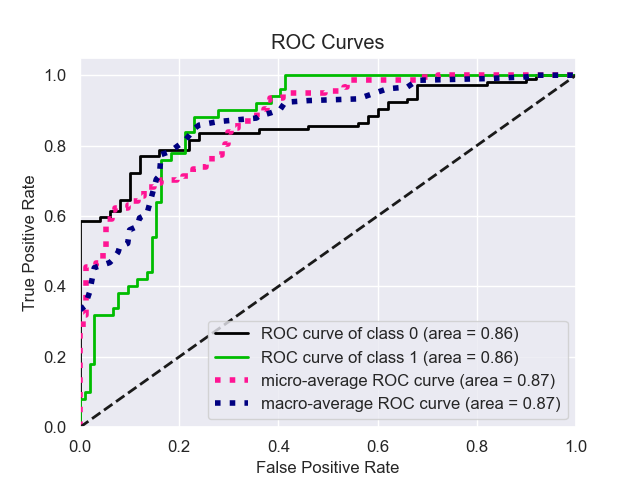 ROC Curves
True Positive Rate
1.0
0.8
0.6
0.4
0.2
0.0
ROC curve of class 0 (area = 0.86)
ROC curve of class 1 (area = 0.86)
micro-average ROC curve (area = 0.87)
macro-average ROC curve (area = 0.87)
0.0 0.2 0.4 0.6 0.8 1.0
False Positive Rate